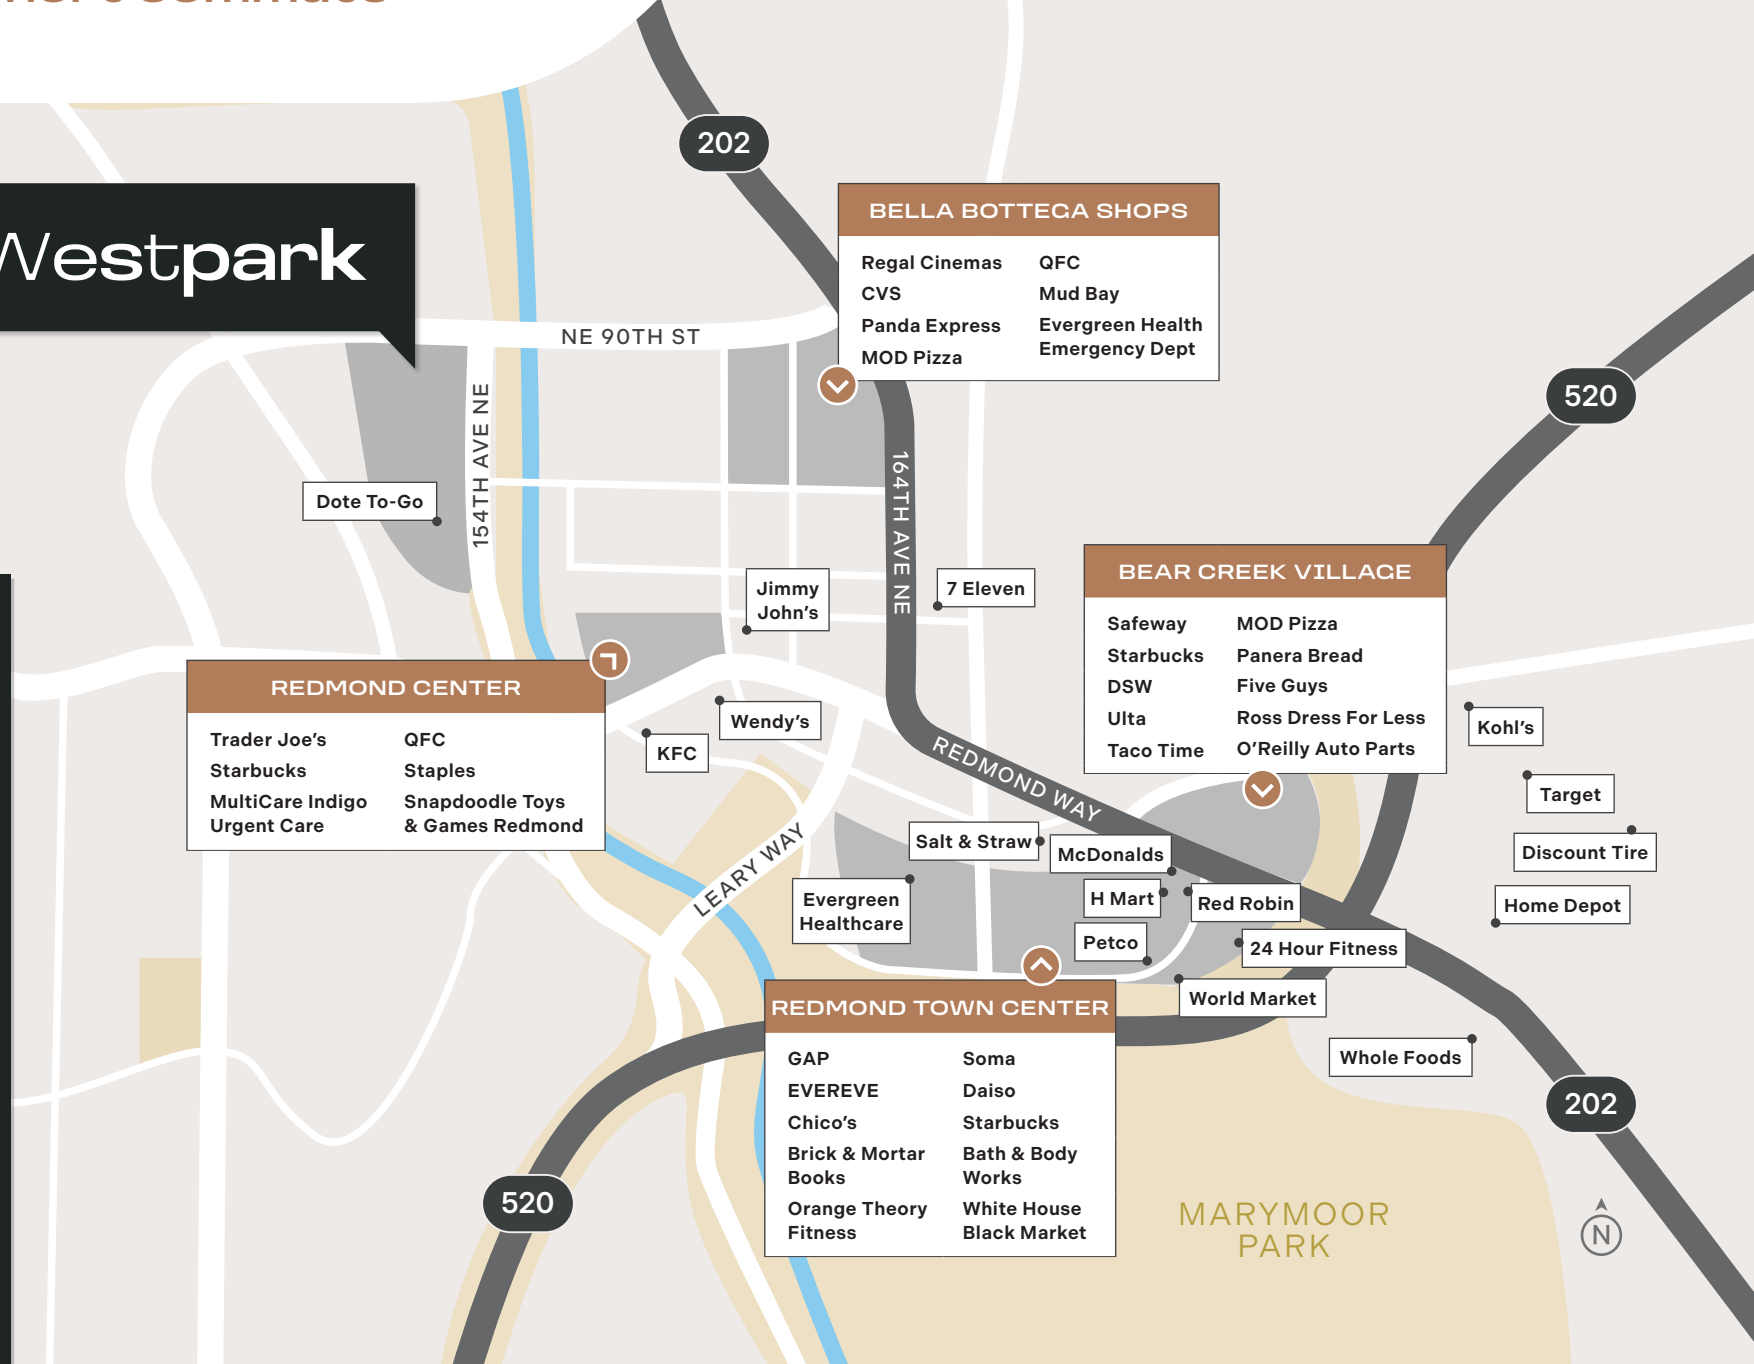 202
BELLA BOTTEGA SHOPS
Regal Cinemas
CVS
Panda Express
MOD Pizza
QFC
Mud Bay
Evergreen Health
Emergency Dept
Westpark
NE 90TH ST
154TH AVE NE
164TH AVE NE
520
Dote To-Go
Jimmy
John's
7 Eleven
BEAR CREEK VILLAGE
Safeway
Starbucks
DSW
Ulta
Taco Time
MOD Pizza
Panera Bread
Five Guys
Ross Dress For Less
O'Reilly Auto Parts
REDMOND CENTER
Trader Joe's
Starbucks
MultiCare Indigo
Urgent Care
QFC
Staples
Snapdoodle Toys
& Games Redmond
Wendy's
KFC
REDMOND WAY
LEARY WAY
Kohl's
Target
Discount Tire
Home Depot
Salt & Straw
McDonalds
H Mart
Red Robin
Evergreen
Healthcare
Petco
24 Hour Fitness
World Market
Whole Foods
REDMOND TOWN CENTER
GAP
EVEREVE
Chico's
Brick & Mortar
Books
Orange Theory
Fitness
Soma
Daiso
Starbucks
Bath & Body
Works
White House
Black Market
202
520
MARYMOOR
PARK
N